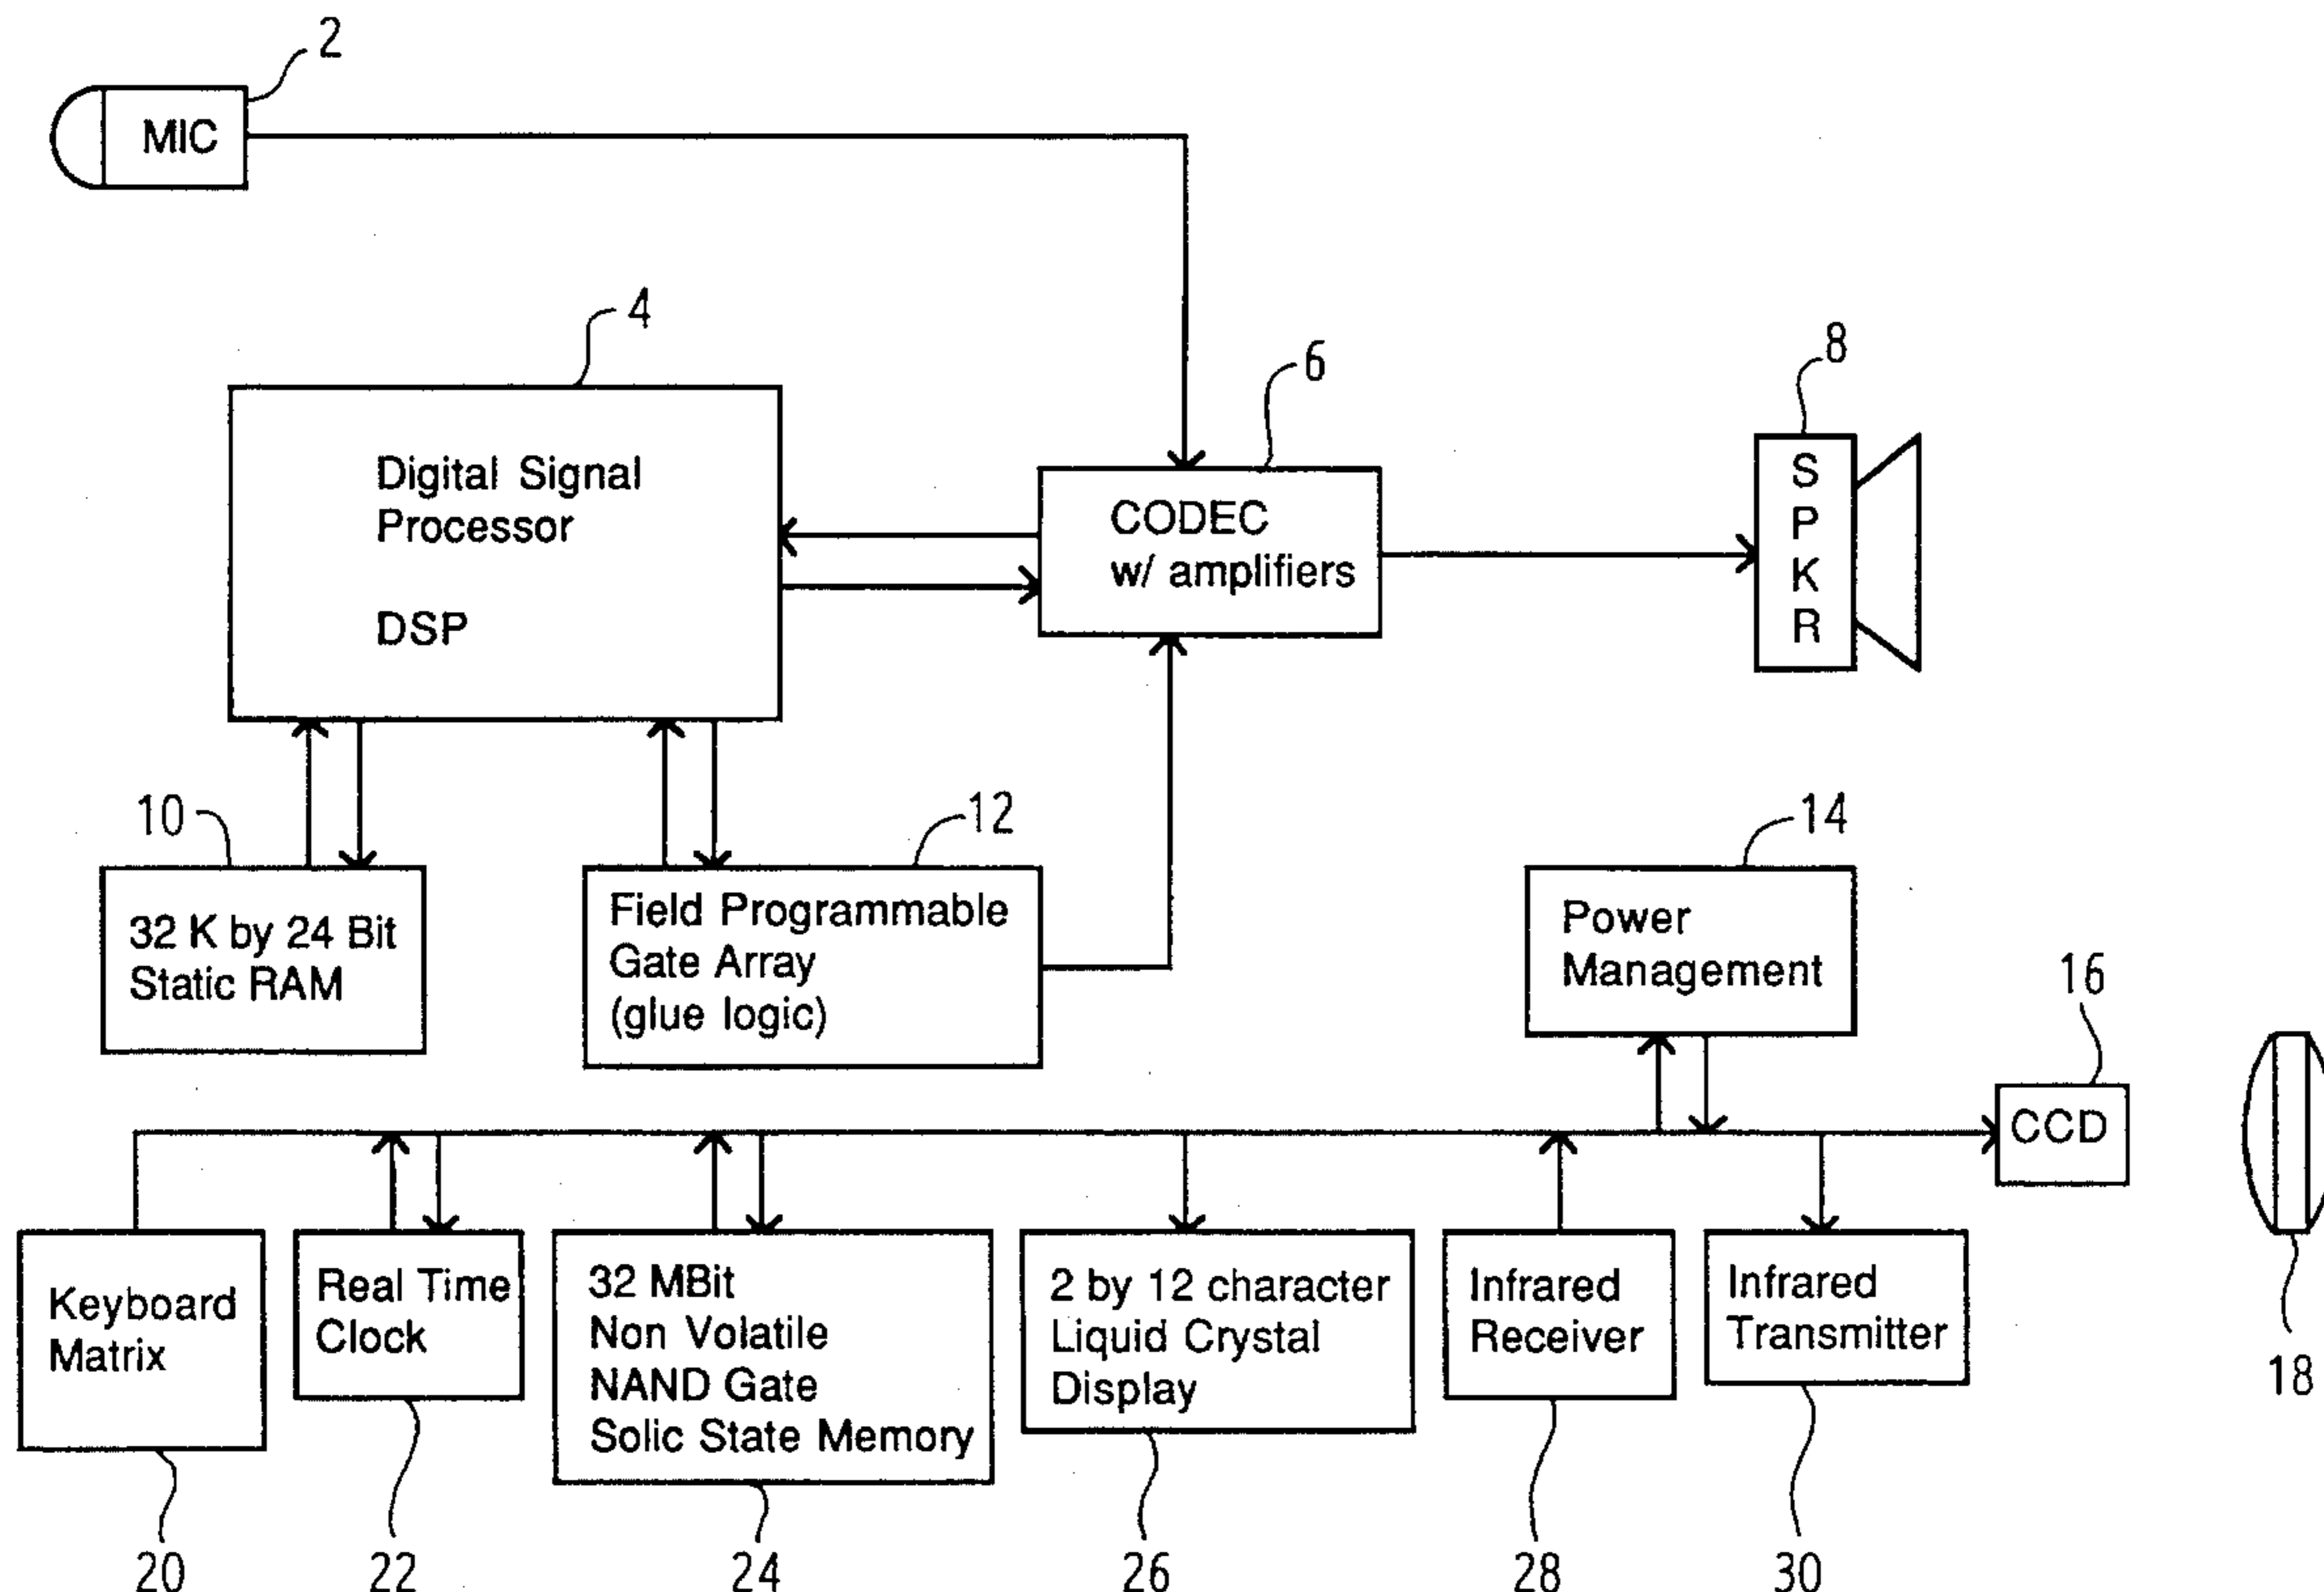 2
MIC
4
Digital Signal
Processor
DSP
6
CODEC
w/ amplifiers
8
S
P
K
R
10
32 K by 24 Bit
Static RAM
12
Field Programmable
Gate Array
(glue logic)
14
Power
Management
16
CCD
18
Keyboard
Matrix
20
Real Time
Clock
22
32 MBit
Non Volatile
NAND Gate
Solic State Memory
24
2 by 12 character
Liquid Crystal
Display
26
Infrared
Receiver
28
Infrared
Transmitter
30